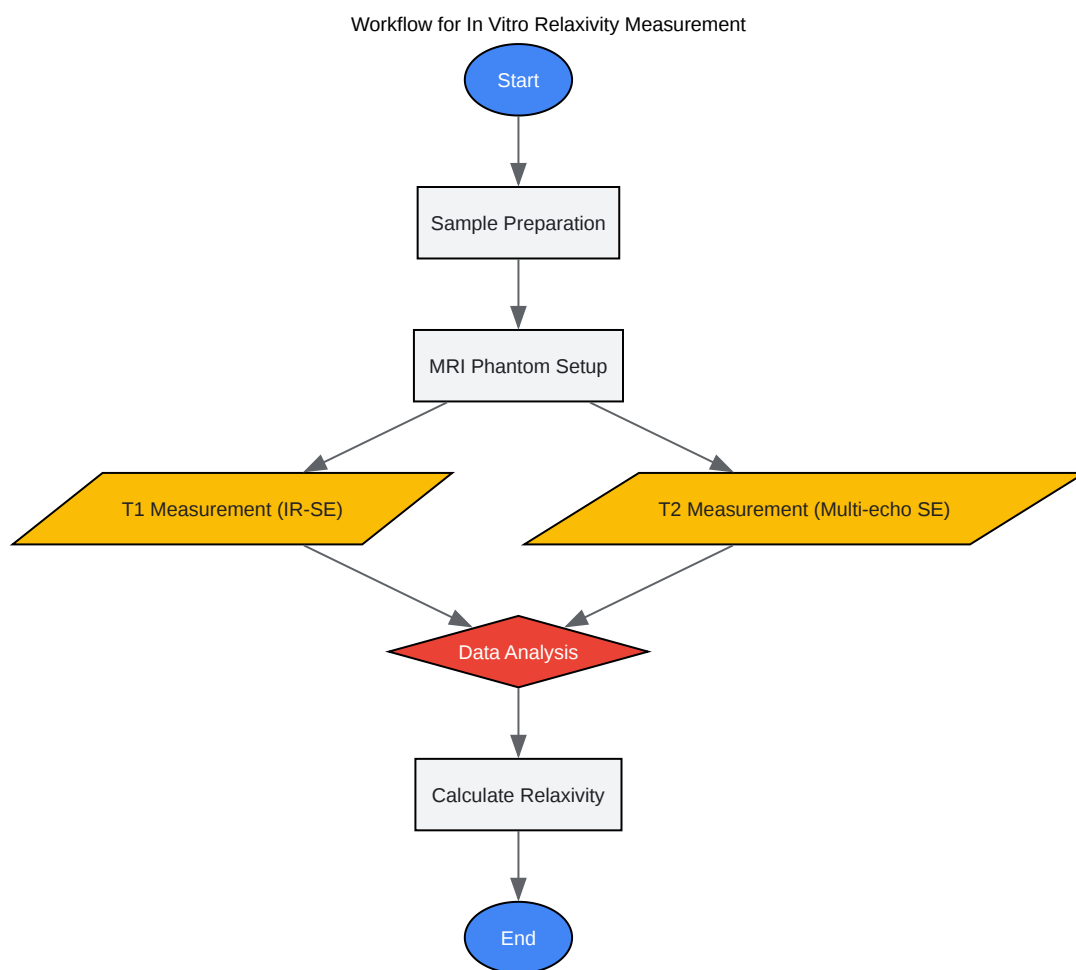 Workflow for In Vitro Relaxivity Measurement
Start
Sample Preparation
MRI Phantom Setup
T1 Measurement (IR-SE)
T2 Measurement (Multi-echo SE)
Data Analysis
Calculate Relaxivity
End